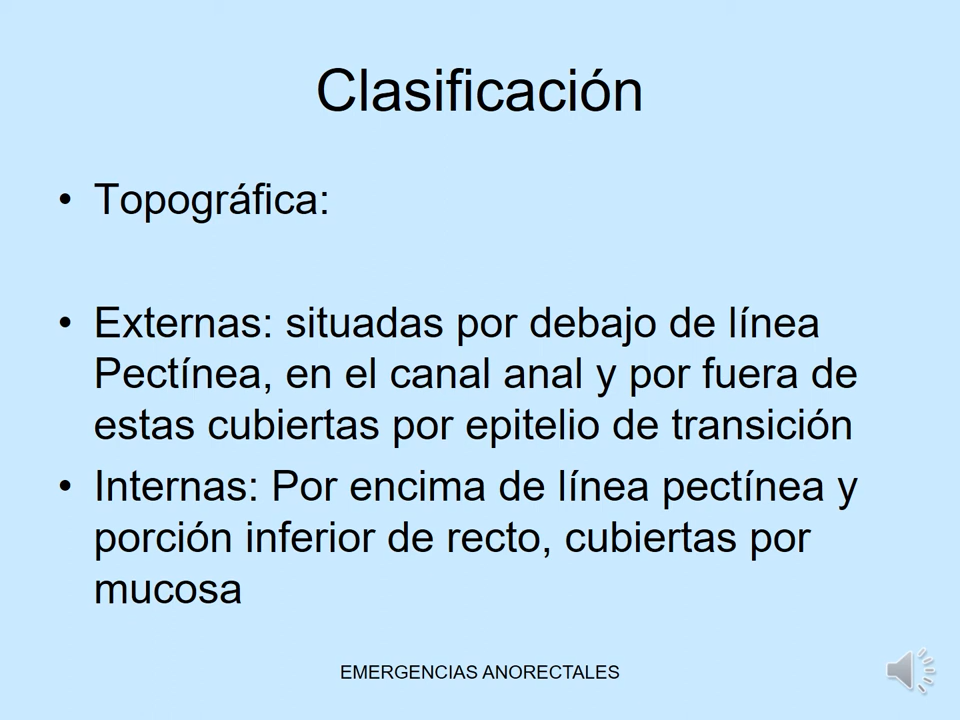 Clasificación
• Topográfica:
• Externas: situadas por debajo de línea
Pectínea, en el canal anal y por fuera de
estas cubiertas por epitelio de transición
• Internas: Por encima de línea pectínea y
porción inferior de recto, cubiertas por
mucosa
EMERGENCIAS ANORECTALES